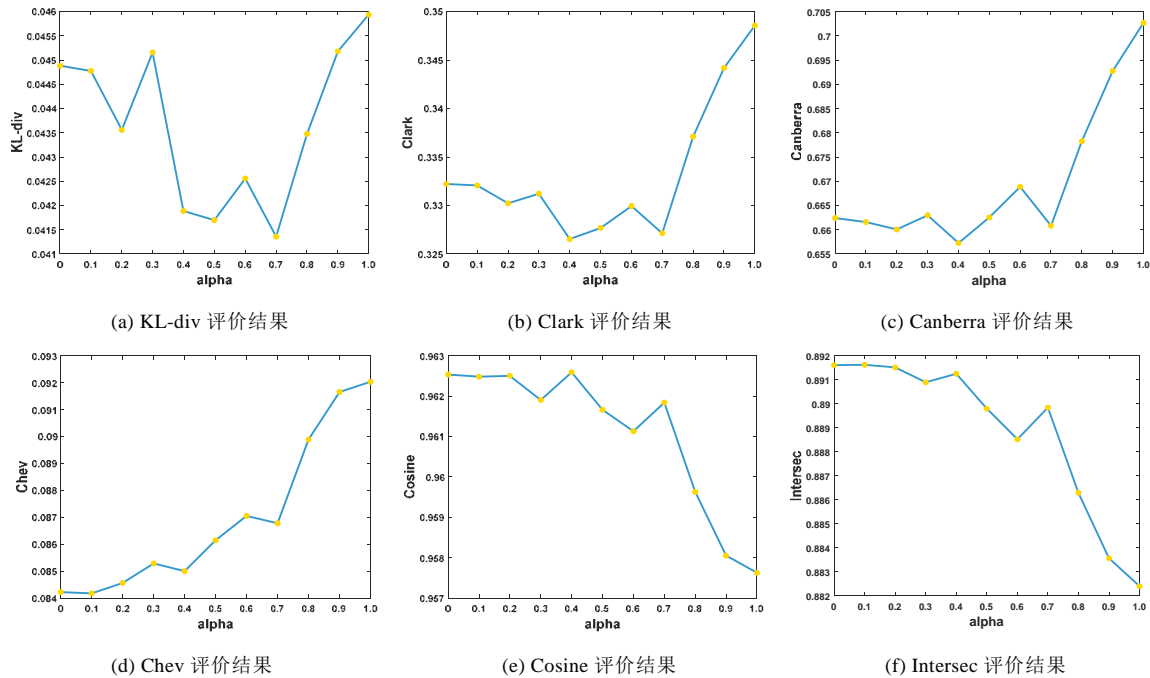 0.046
0.0455
0.045
0.0445
0.044
0.0435
0.043
0.0425
0.042
0.0415
0.041
KL-div
0 0.1 0.2 0.3 0.4 0.5 0.6 0.7 0.8 0.9 1.0
alpha
(a) KL-div 评价结果
0.35
0.345
0.34
0.335
0.33
0.325
Clark
0 0.1 0.2 0.3 0.4 0.5 0.6 0.7 0.8 0.9 1.0
alpha
(b) Clark 评价结果
0.705
0.7
0.695
0.69
0.685
0.68
0.675
0.67
0.665
0.66
0.655
Canberra
0 0.1 0.2 0.3 0.4 0.5 0.6 0.7 0.8 0.9 1.0
alpha
(c) Canberra 评价结果
0.093
0.092
0.091
0.09
0.089
0.088
0.087
0.086
0.085
0.084
Chev
0 0.1 0.2 0.3 0.4 0.5 0.6 0.7 0.8 0.9 1.0
alpha
(d) Chev 评价结果
0.963
0.962
0.961
0.96
0.959
0.958
0.957
Cosine
0 0.1 0.2 0.3 0.4 0.5 0.6 0.7 0.8 0.9 1.0
alpha
(e) Cosine 评价结果
0.892
0.891
0.89
0.889
0.888
0.887
0.886
0.885
0.884
0.883
0.882
Intersec
0 0.1 0.2 0.3 0.4 0.5 0.6 0.7 0.8 0.9 1.0
alpha
(f) Intersec 评价结果